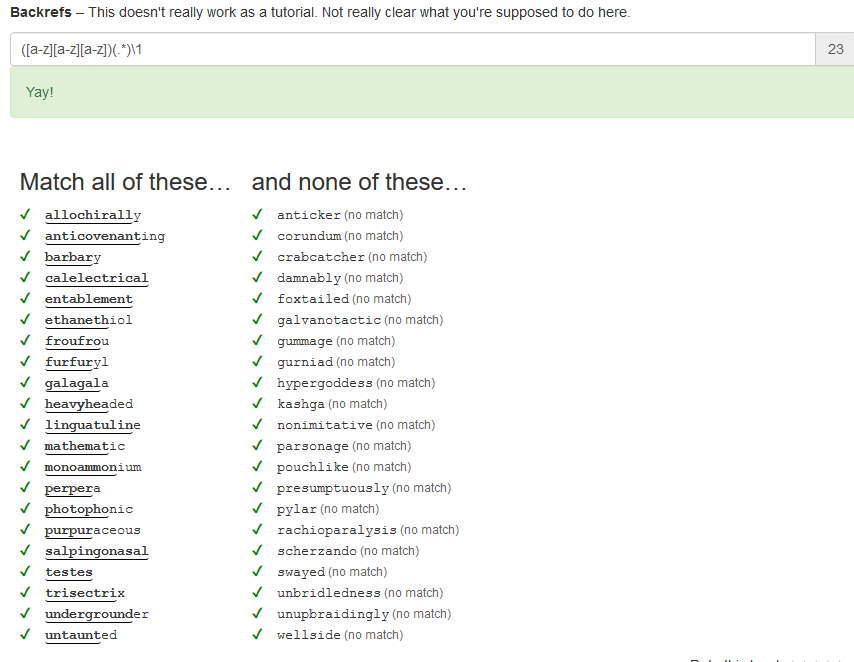 Backrefs – This doesn't really work as a tutorial. Not really clear what you're supposed to do here.
([a-z][a-z][a-z])(.*)\1 23
Yay!
Match all of these… and none of these…
✓ allochirally ✓ anticker (no match)
✓ anticovenanting ✓ corundum (no match)
✓ barbary ✓ crabcatcher (no match)
✓ calelectrical ✓ damnably (no match)
✓ entablement ✓ foxtailed (no match)
✓ ethanethiol ✓ galvanotactic (no match)
✓ froufrou ✓ gummage (no match)
✓ furfuryl ✓ gurniad (no match)
✓ galagala ✓ hypergoddess (no match)
✓ heavyheaded ✓ kashga (no match)
✓ linguatuline ✓ nonimitative (no match)
✓ mathematic ✓ parsonage (no match)
✓ monoammonium ✓ pouchlike (no match)
✓ perpera ✓ presumptuously (no match)
✓ photophonic ✓ pylar (no match)
✓ purpuraceous ✓ rachioparalysis (no match)
✓ salpingonasal ✓ scherzando (no match)
✓ testes ✓ swayed (no match)
✓ trisectrix ✓ unbridledness (no match)
✓ undergrounder ✓ unupbraidingly (no match)
✓ untaunted ✓ wellside (no match)